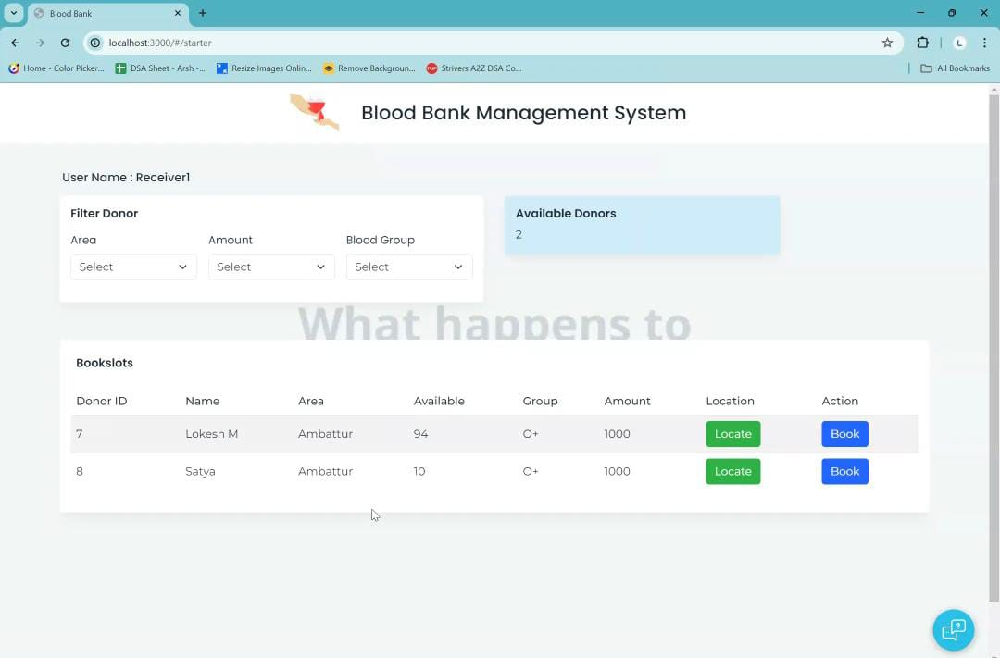 Blood Bank
localhost:3000/#/starter
Home - Color Picker... DSA Sheet - Arsh -... Resize Images Onlin... Remove Backgroun... Strivers A2Z DSA Co... All Bookmarks
Blood Bank Management System
User Name : Receiver1
Filter Donor
Area Amount Blood Group
Select Select Select
Available Donors
2
What happens to
Bookslots
Donor ID Name Area Available Group Amount Location Action
7 Lokesh M Ambattur 94 O+ 1000 Locate Book
8 Satya Ambattur 10 O+ 1000 Locate Book